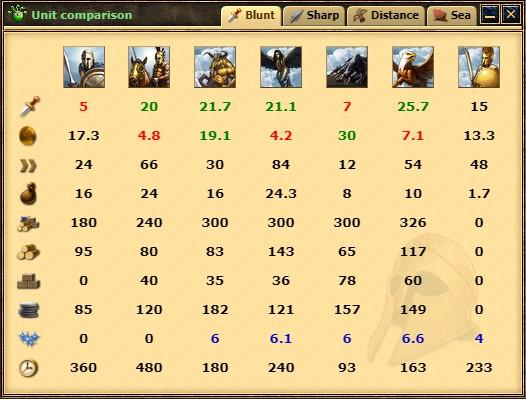 Unit comparison Blunt Sharp Distance Sea
5 20 21.7 21.1 7 25.7 15
17.3 4.8 19.1 4.2 30 7.1 13.3
24 66 30 84 12 54 48
16 24 16 24.3 8 10 1.7
180 240 300 300 300 326 0
95 80 83 143 65 117 0
0 40 35 36 78 60 0
85 120 182 121 157 149 0
0 0 6 6.1 6 6.6 4
360 480 180 240 93 163 233